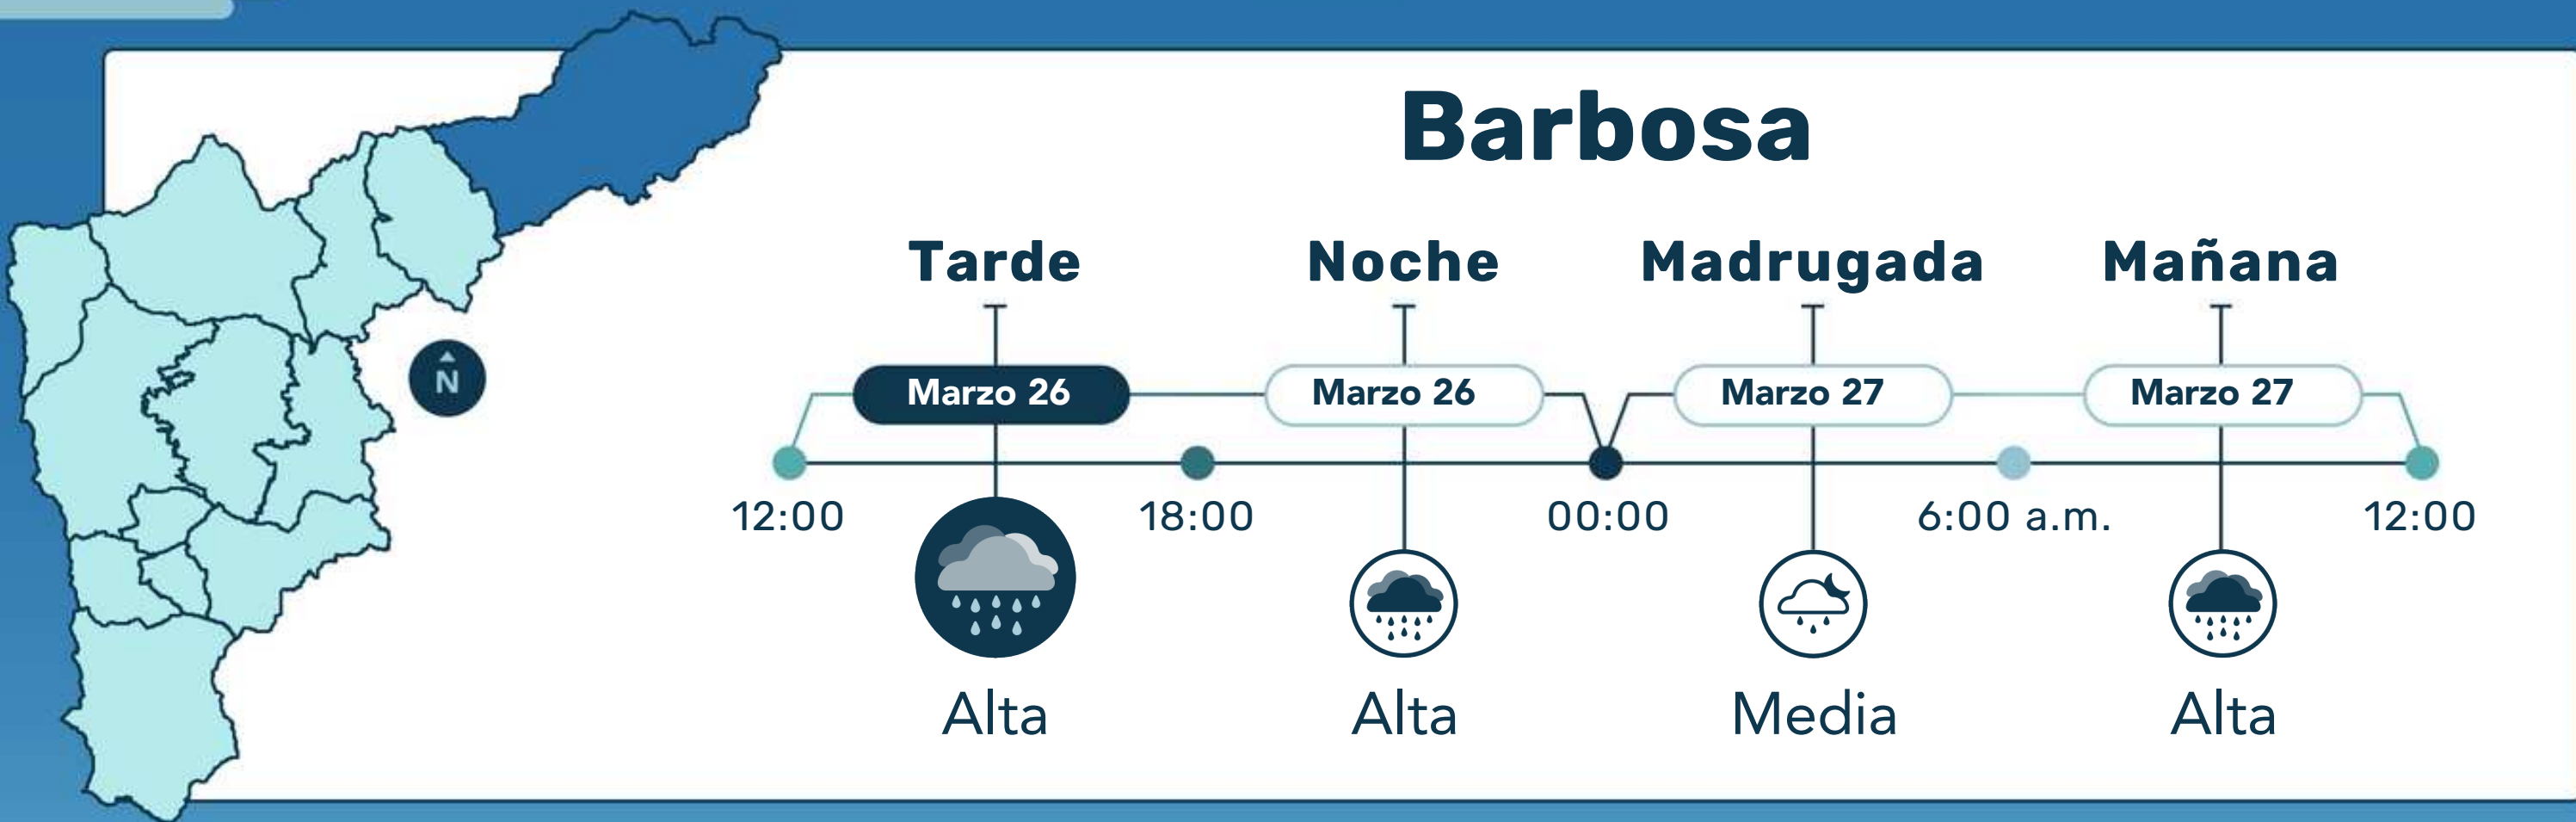 Barbosa
Tarde Noche Madrugada Mañana
Marzo 26 Marzo 26 Marzo 27 Marzo 27
N
12:00 18:00 00:00 6:00 a.m. 12:00
Alta Alta Media Alta